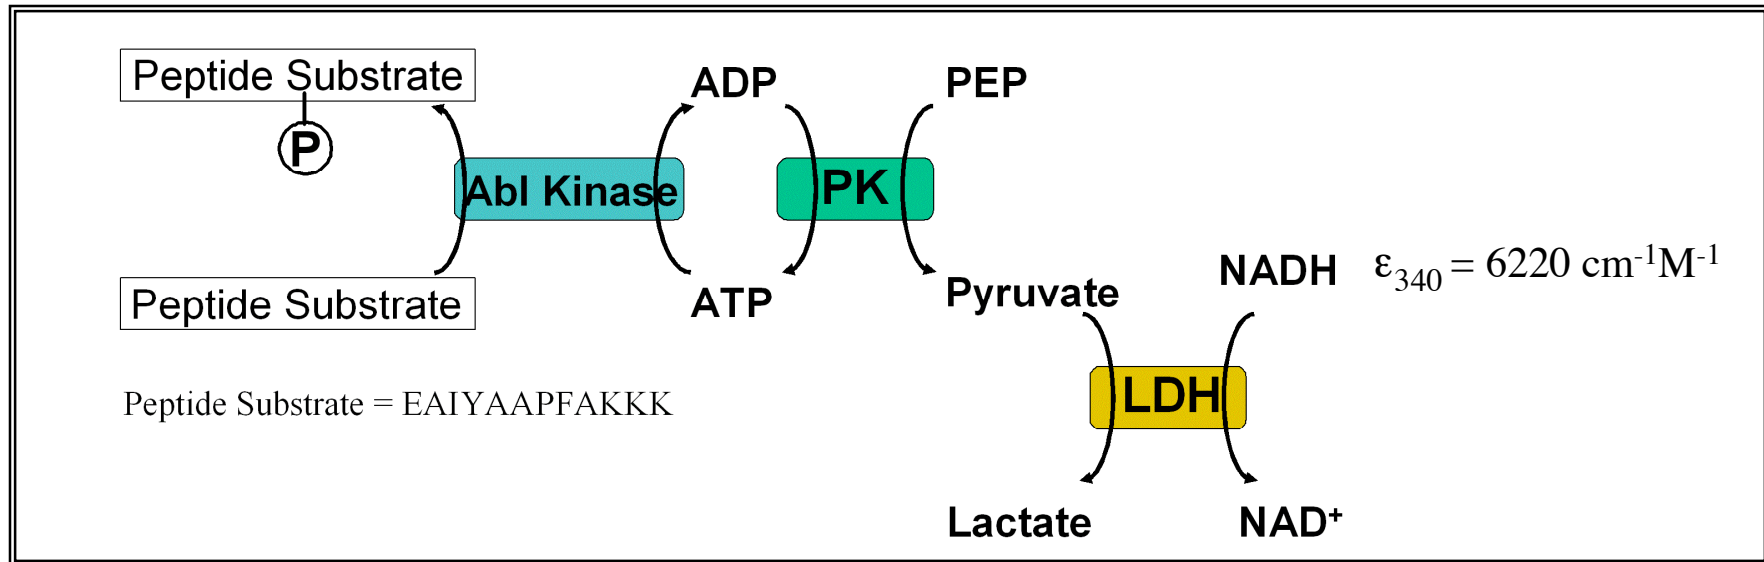 Peptide Substrate
P
ADP
PEP
Abl Kinase
PK
Peptide Substrate
ATP
Pyruvate
NADH
ε₃₄₀ = 6220 cm⁻¹M⁻¹
Peptide Substrate = EAIYAAPFAKKK
LDH
Lactate
NAD⁺